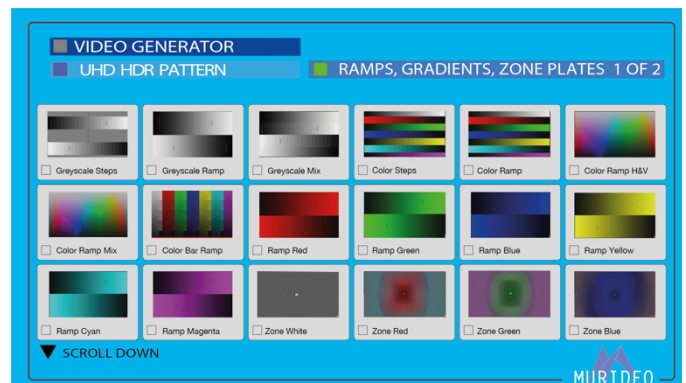 VIDEO GENERATOR
UHD HDR PATTERN
RAMPS, GRADIENTS, ZONE PLATES 1 OF 2
Greyscale Steps
Greyscale Ramp
Greyscale Mix
Color Steps
Color Ramp
Color Ramp H&V
Color Ramp Mix
Color Bar Ramp
Ramp Red
Ramp Green
Ramp Blue
Ramp Yellow
Ramp Cyan
Ramp Magenta
Zone White
Zone Red
Zone Green
Zone Blue
SCROLL DOWN
MURIDEO